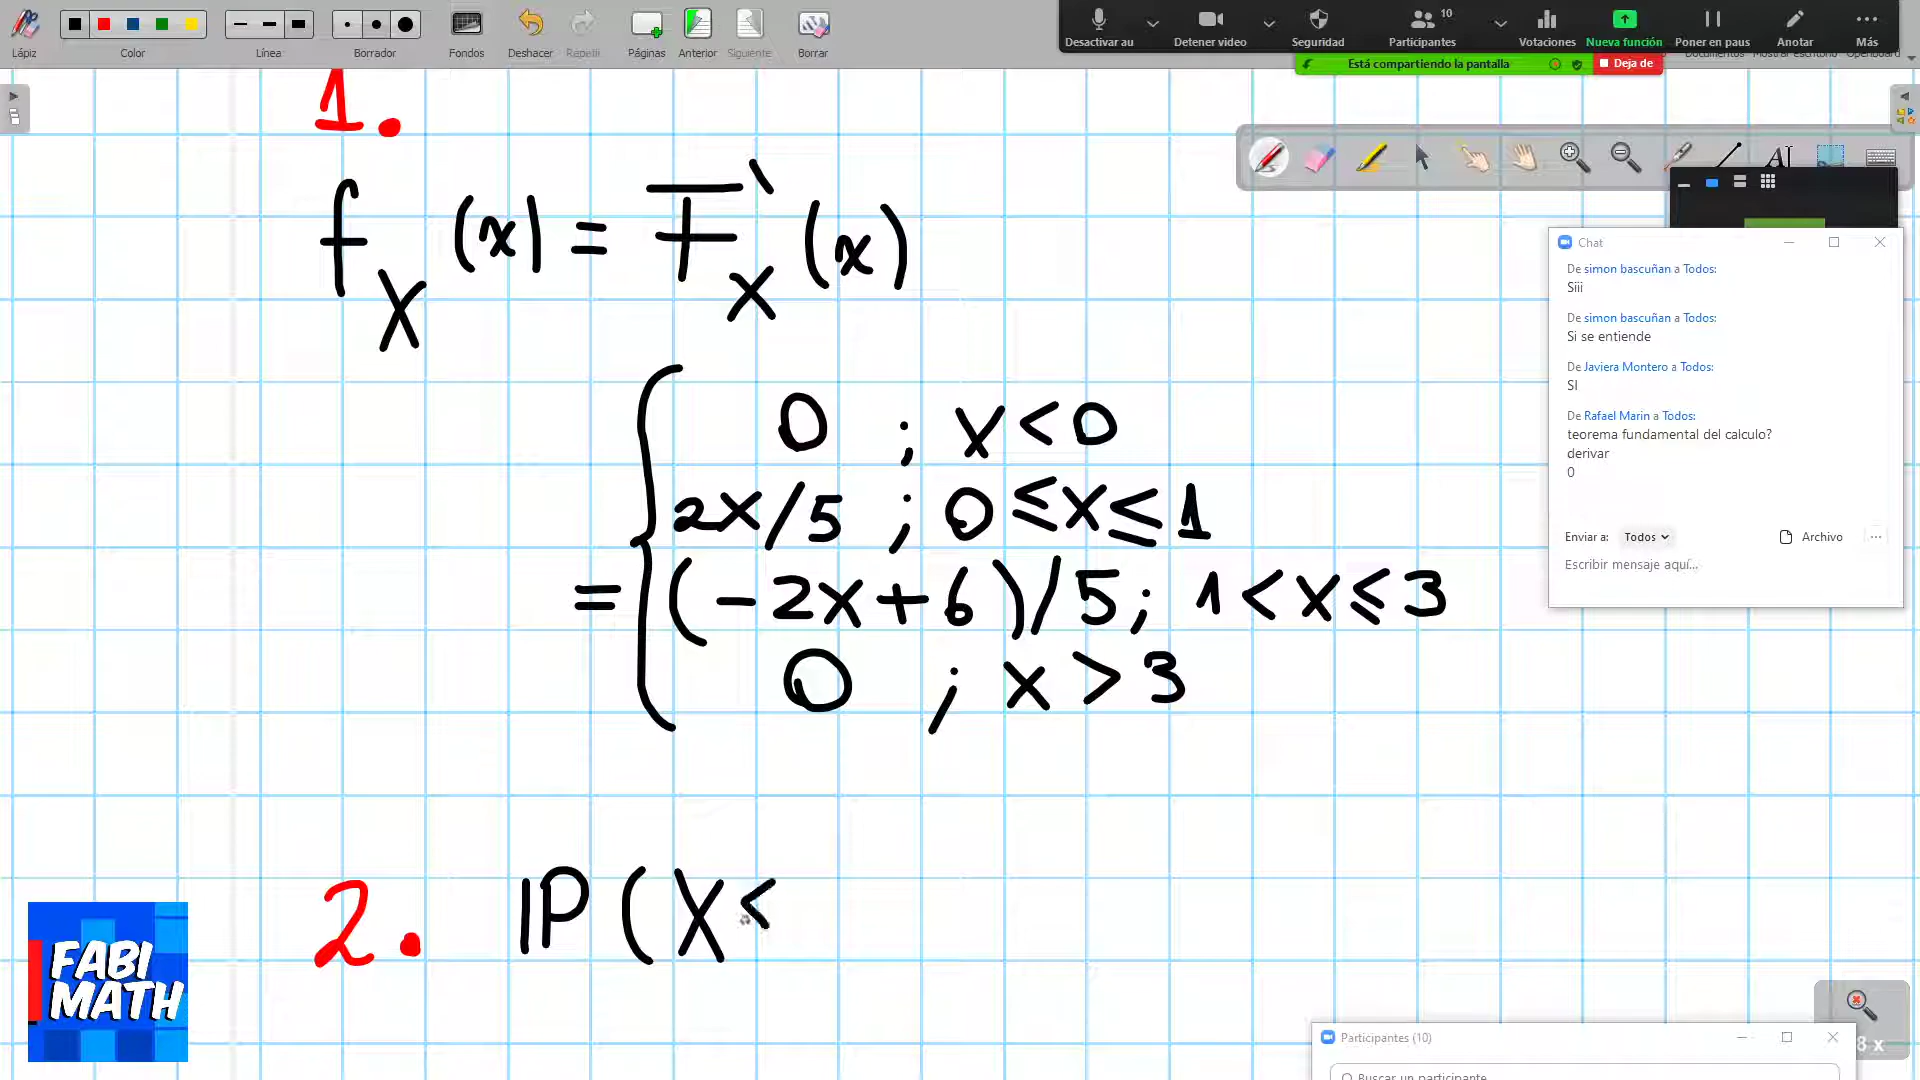 Desactivar au
Detener video
Seguridad
Participantes
10
Votaciones
Nueva función
Poner en paus
Anotar
Más
Lápiz
Color
Línea
Borrador
Fondos
Deshacer
Repetir
Páginas
Anterior
Siguiente
Borrar
Está compartiendo la pantalla
Deja de
1.
f_X (x) = F_X` (x)
= { 0 ; x<0
2x/5 ; 0≤x≤1
(-2x+6)/5; 1<x≤3
0 ; x>3
2. IP (X<
FABI
MATH
Chat
De simon bascuñan a Todos:
Siii
De simon bascuñan a Todos:
Si se entiende
De Javiera Montero a Todos:
SI
De Rafael Marin a Todos:
teorema fundamental del calculo?
derivar
0
Enviar a: Todos
Archivo
Escribir mensaje aquí...
Participantes (10)
8 x
Buscar un participante